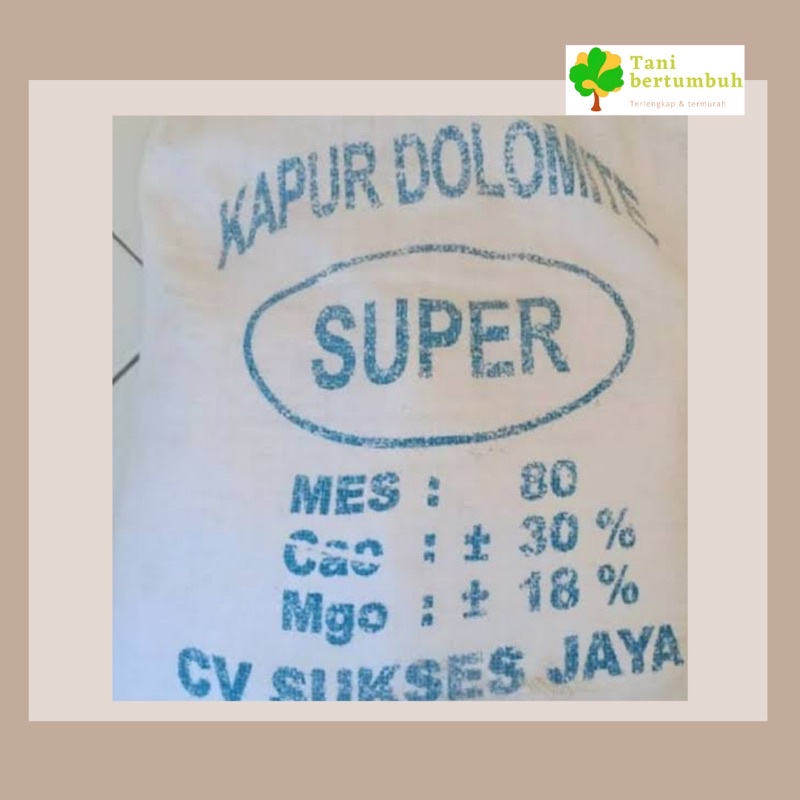 Tani
bertumbuh
Terlengkap & termurah
KAPUR DOLOMITE
SUPER
MES : 80
Cao : ± 30 %
Mgo : ± 18 %
CV SUKSES JAYA